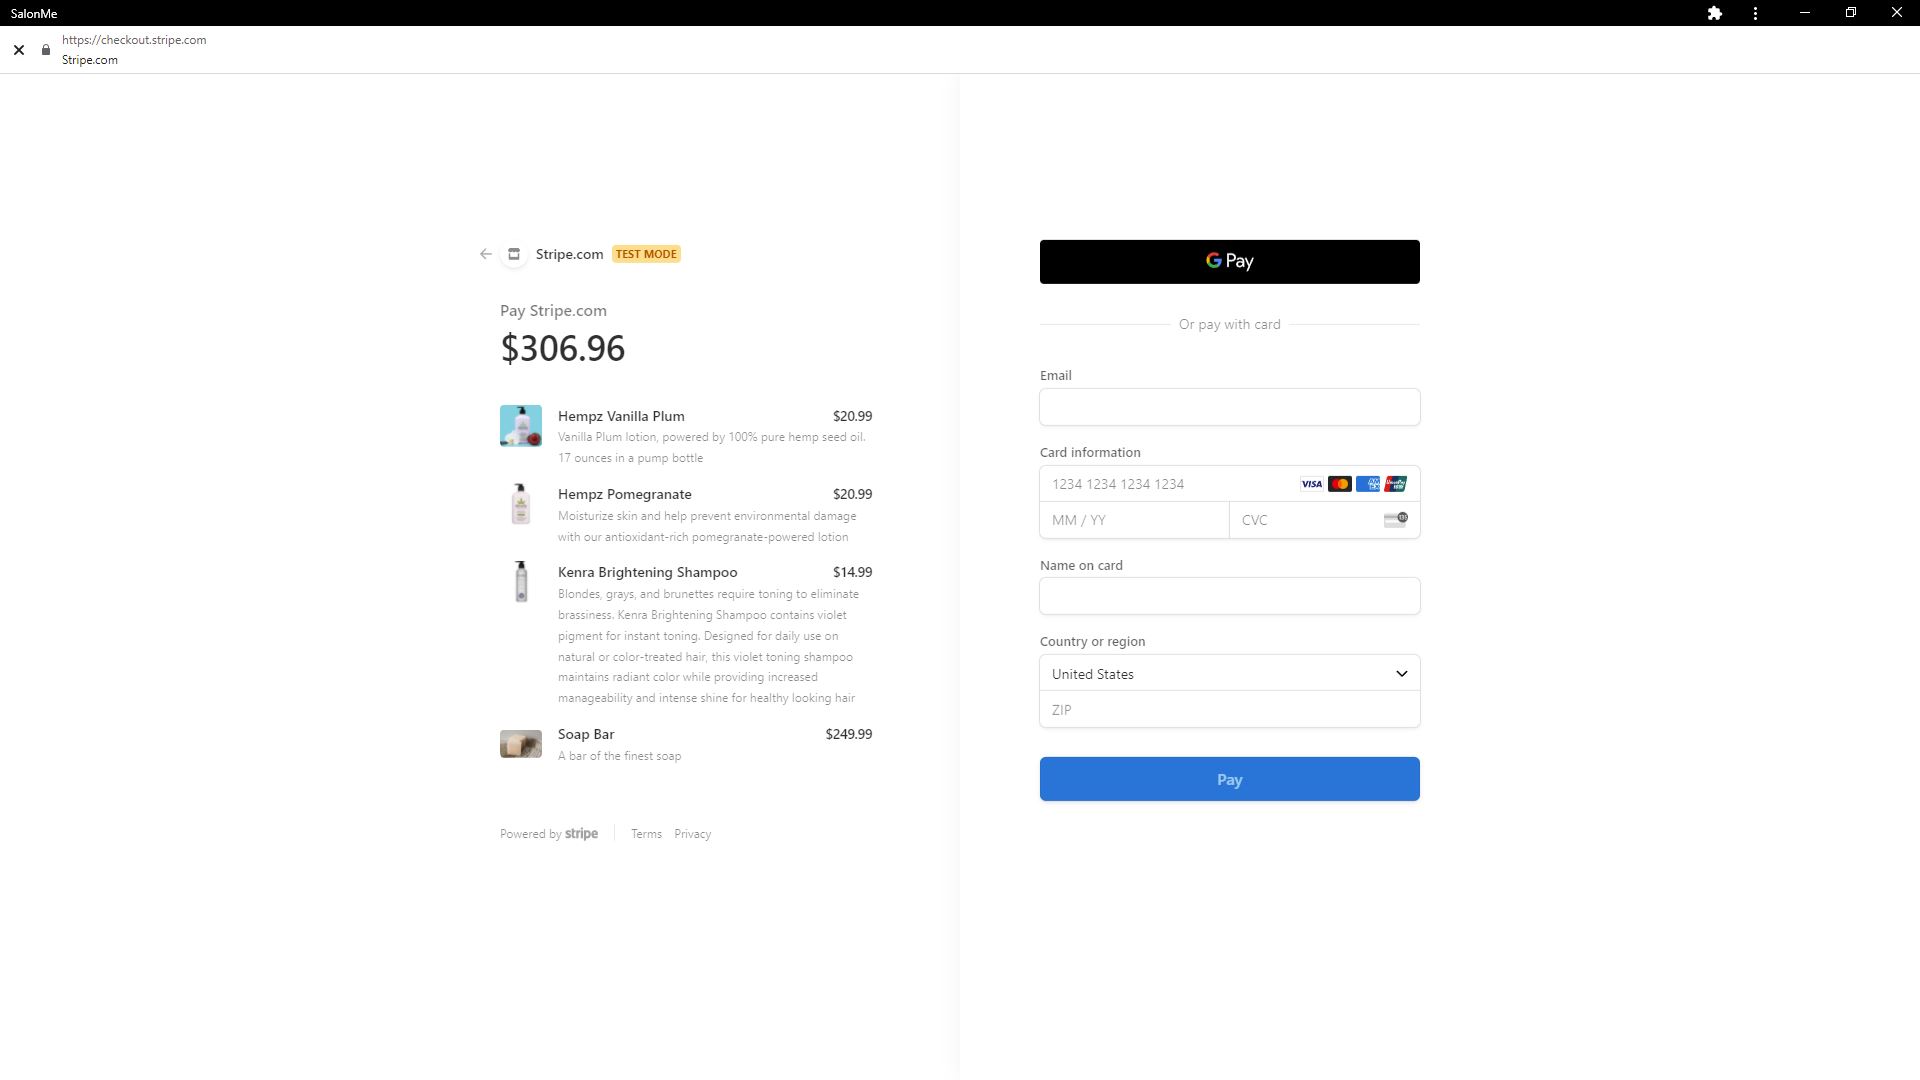 SalonMe
https://checkout.stripe.com
Stripe.com
Stripe.com TEST MODE
Pay Stripe.com
$306.96
Hempz Vanilla Plum $20.99
Vanilla Plum lotion, powered by 100% pure hemp seed oil.
17 ounces in a pump bottle
Hempz Pomegranate $20.99
Moisturize skin and help prevent environmental damage
with our antioxidant-rich pomegranate-powered lotion
Kenra Brightening Shampoo $14.99
Blondes, grays, and brunettes require toning to eliminate
brassiness. Kenra Brightening Shampoo contains violet
pigment for instant toning. Designed for daily use on
natural or color-treated hair, this violet toning shampoo
maintains radiant color while providing increased
manageability and intense shine for healthy looking hair
Soap Bar $249.99
A bar of the finest soap
Powered by stripe Terms Privacy
G Pay
Or pay with card
Email
Card information
1234 1234 1234 1234 VISA
MM / YY CVC
Name on card
Country or region
United States
ZIP
Pay